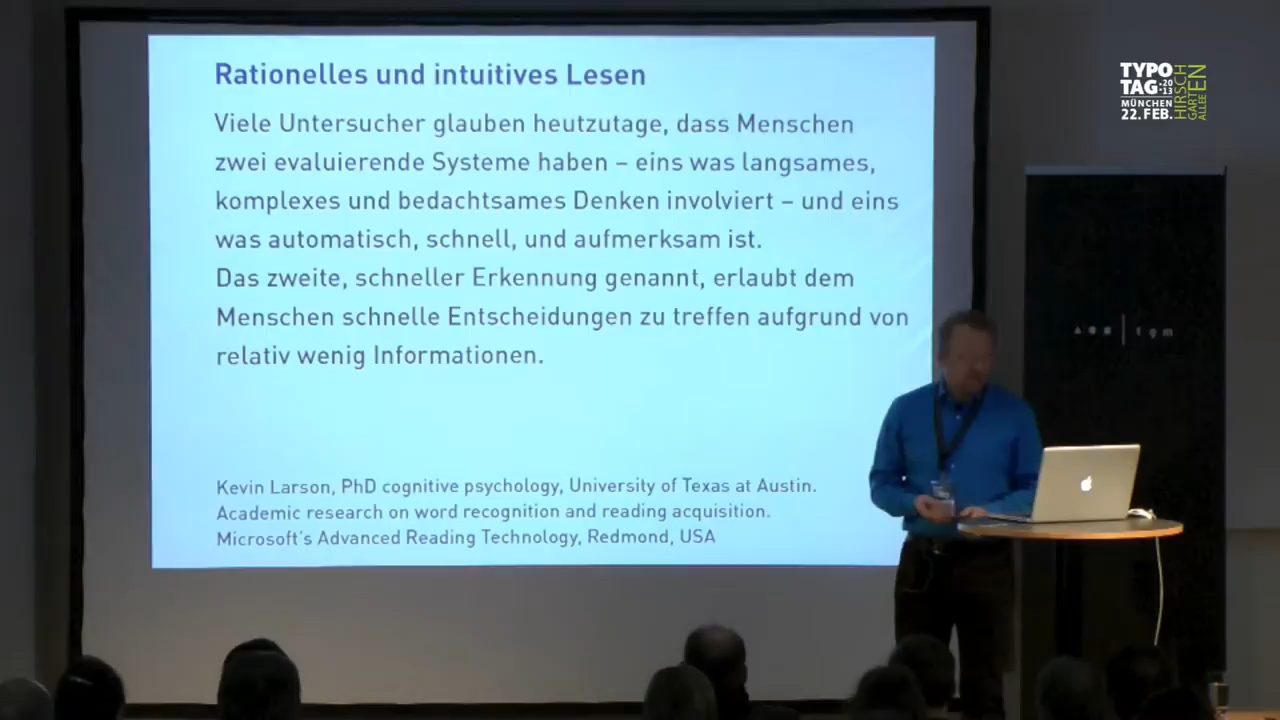 Rationelles und intuitives Lesen
Viele Untersucher glauben heutzutage, dass Menschen
zwei evaluierende Systeme haben – eins was langsames,
komplexes und bedachtsames Denken involviert – und eins
was automatisch, schnell, und aufmerksam ist.
Das zweite, schneller Erkennung genannt, erlaubt dem
Menschen schnelle Entscheidungen zu treffen aufgrund von
relativ wenig Informationen.
Kevin Larson, PhD cognitive psychology, University of Texas at Austin.
Academic research on word recognition and reading acquisition.
Microsoft's Advanced Reading Technology, Redmond, USA
TYPO
TAG:20
13
MÜNCHEN
22. FEB.
HIRSCH
GARTEN
ALLEE
tgm